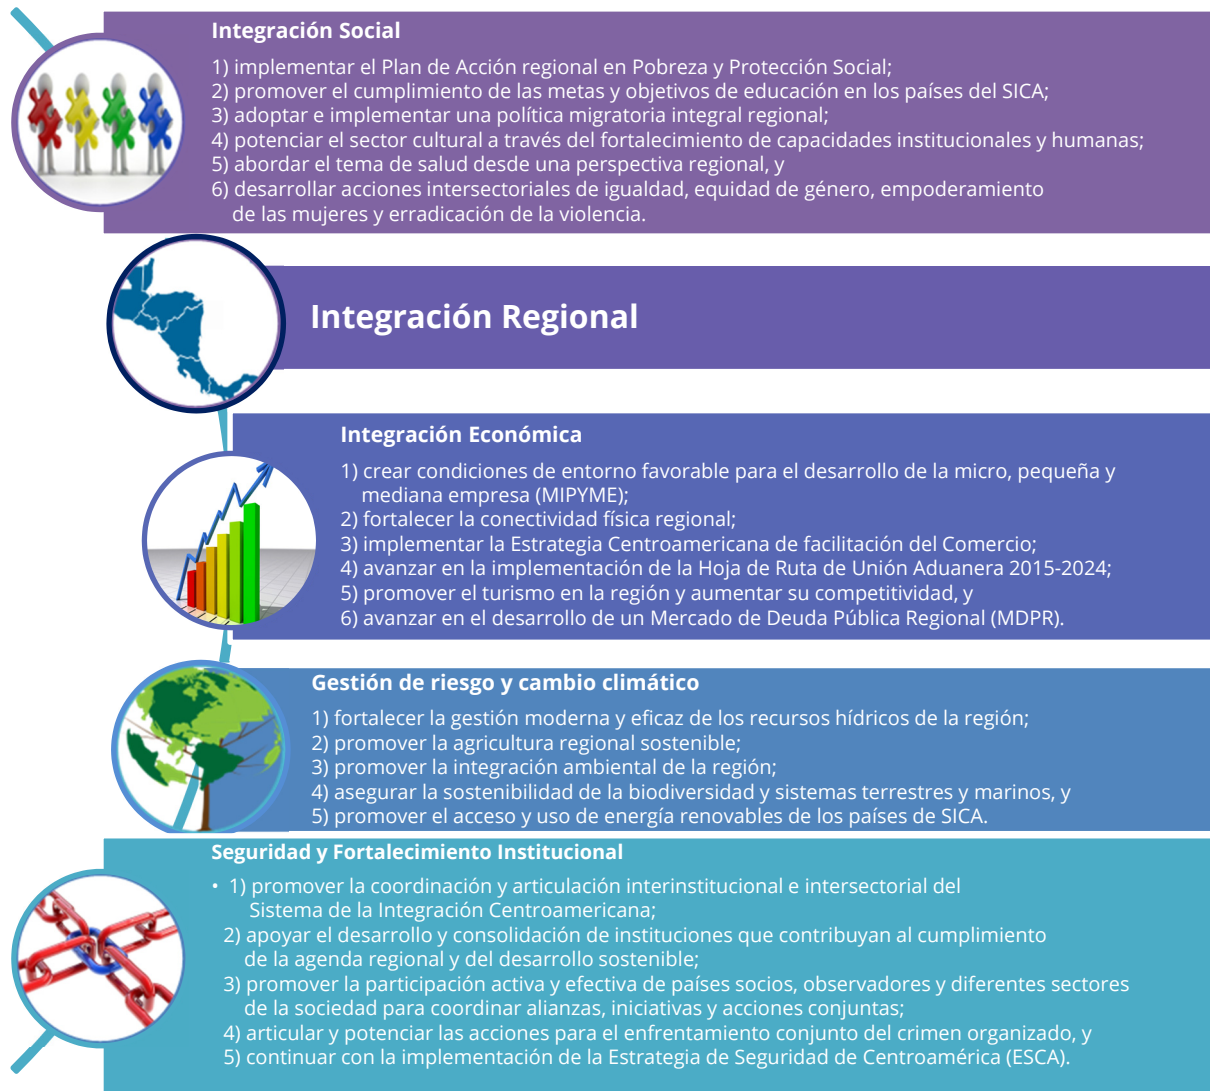 Integración Social
1) implementar el Plan de Acción regional en Pobreza y Protección Social;
2) promover el cumplimiento de las metas y objetivos de educación en los países del SICA;
3) adoptar e implementar una política migratoria integral regional;
4) potenciar el sector cultural a través del fortalecimiento de capacidades institucionales y humanas;
5) abordar el tema de salud desde una perspectiva regional, y
6) desarrollar acciones intersectoriales de igualdad, equidad de género, empoderamiento
de las mujeres y erradicación de la violencia.
Integración Regional
Integración Económica
1) crear condiciones de entorno favorable para el desarrollo de la micro, pequeña y
mediana empresa (MIPYME);
2) fortalecer la conectividad física regional;
3) implementar la Estrategia Centroamericana de facilitación del Comercio;
4) avanzar en la implementación de la Hoja de Ruta de Unión Aduanera 2015-2024;
5) promover el turismo en la región y aumentar su competitividad, y
6) avanzar en el desarrollo de un Mercado de Deuda Pública Regional (MDPR).
Gestión de riesgo y cambio climático
1) fortalecer la gestión moderna y eficaz de los recursos hídricos de la región;
2) promover la agricultura regional sostenible;
3) promover la integración ambiental de la región;
4) asegurar la sostenibilidad de la biodiversidad y sistemas terrestres y marinos, y
5) promover el acceso y uso de energía renovables de los países de SICA.
Seguridad y Fortalecimiento Institucional
• 1) promover la coordinación y articulación interinstitucional e intersectorial del
Sistema de la Integración Centroamericana;
2) apoyar el desarrollo y consolidación de instituciones que contribuyan al cumplimiento
de la agenda regional y del desarrollo sostenible;
3) promover la participación activa y efectiva de países socios, observadores y diferentes sectores
de la sociedad para coordinar alianzas, iniciativas y acciones conjuntas;
4) articular y potenciar las acciones para el enfrentamiento conjunto del crimen organizado, y
5) continuar con la implementación de la Estrategia de Seguridad de Centroamérica (ESCA).